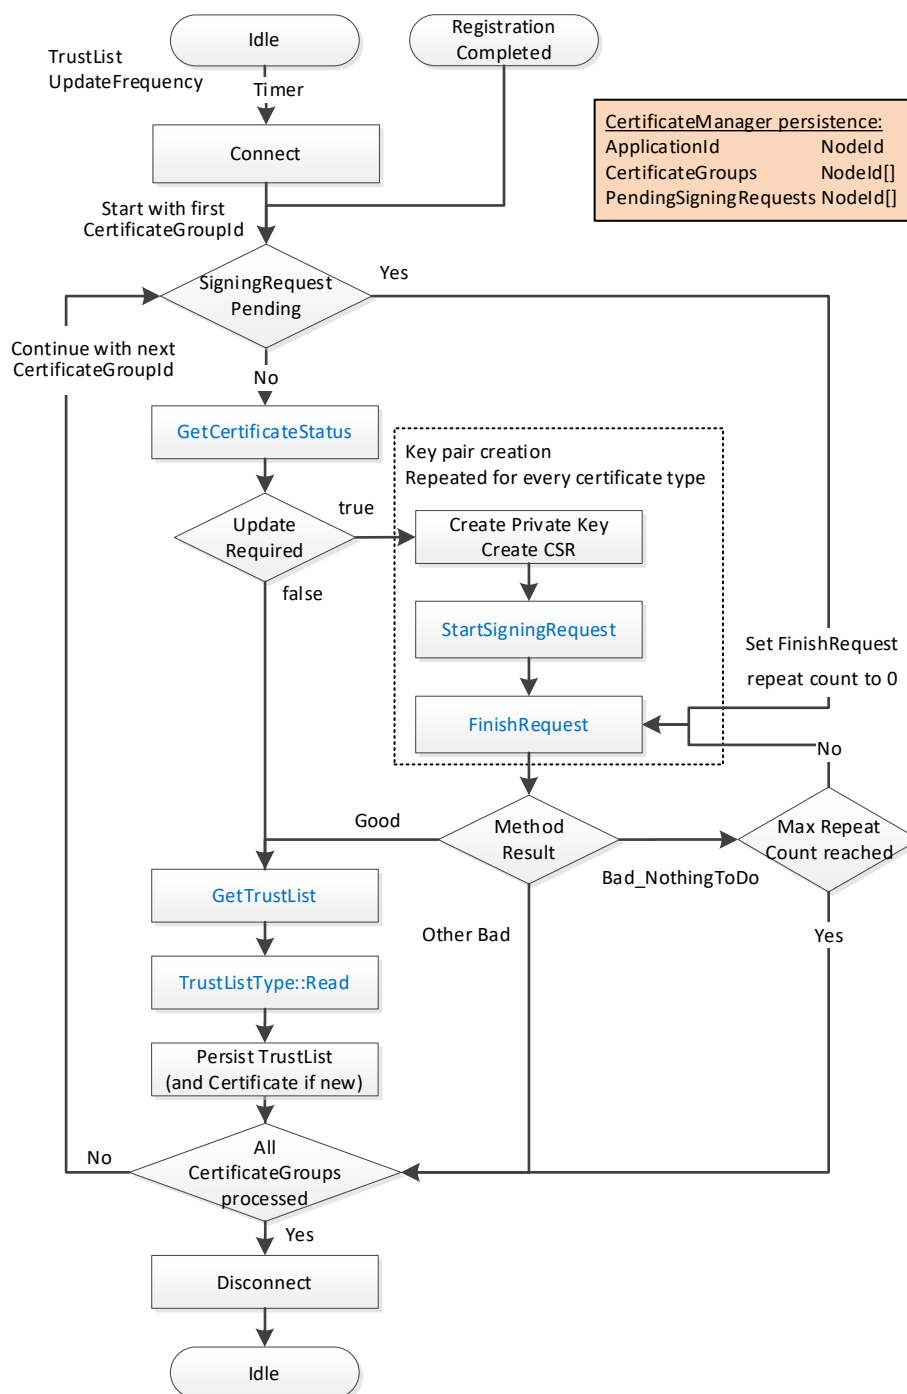 Idle
Registration
Completed
TrustList
UpdateFrequency
Timer
CertificateManager persistence:
ApplicationId NodeId
CertificateGroups NodeId[]
PendingSigningRequests NodeId[]
Connect
Start with first
CertificateGroupId
SigningRequest
Pending
Yes
Continue with next
CertificateGroupId
No
GetCertificateStatus
Key pair creation
Repeated for every certificate type
Update
Required
true
Create Private Key
Create CSR
false
StartSigningRequest
Set FinishRequest
repeat count to 0
FinishRequest
No
Good
Method
Result
Max Repeat
Count reached
Bad_NothingToDo
GetTrustList
Other Bad
Yes
TrustListType::Read
Persist TrustList
(and Certificate if new)
No
All
CertificateGroups
processed
Yes
Disconnect
Idle